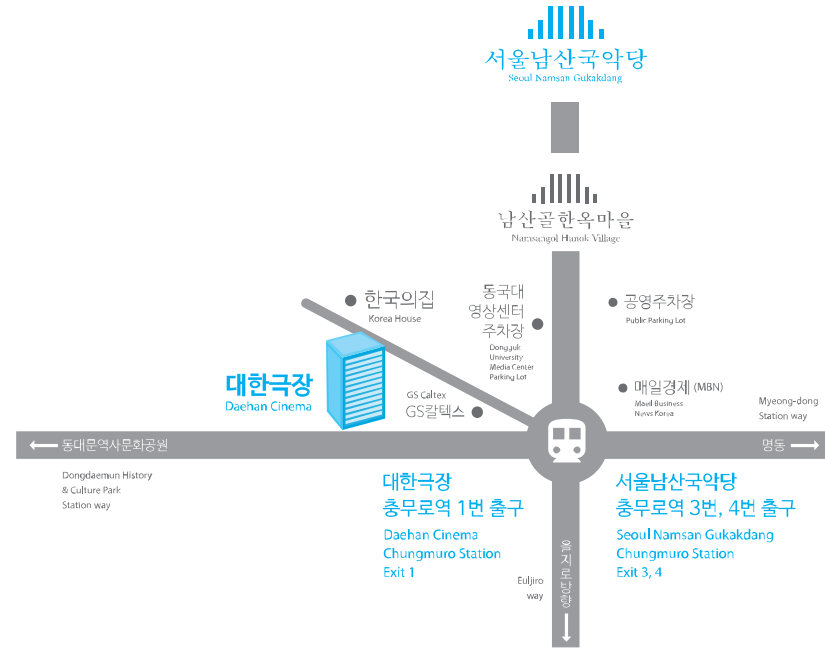 서울남산국악당
Seoul Namsan Gukakdang
남산골한옥마을
Namsangol Hanok Village
한국의집
Korea House
동국대
영상센터
주차장
Dongguk
University
Media Center
Parking Lot
공영주차장
Public Parking Lot
대한극장
Daehan Cinema
GS Caltex
GS칼텍스
매일경제 (MBN)
Maeil Business
News Korya
Myeong-dong
Station way
동대문역사문화공원
명동
Dongdaemun History
& Culture Park
Station way
대한극장
충무로역 1번 출구
Daehan Cinema
Chungmuro Station
Exit 1
서울남산국악당
충무로역 3번, 4번 출구
Seoul Namsan Gukakdang
Chungmuro Station
Exit 3, 4
을지로방향
Euljiro
way